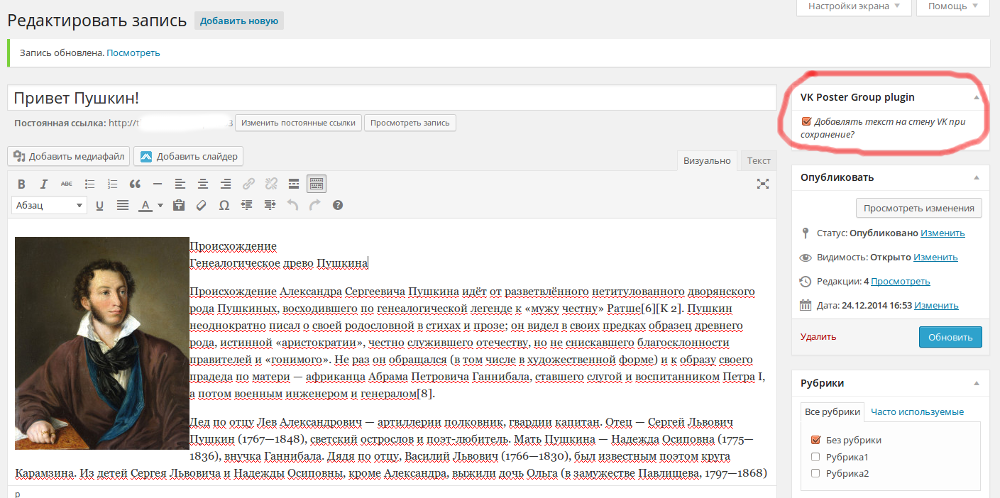 Настройки экрана Помощь
Редактировать запись Добавить новую
Запись обновлена. Посмотреть
Привет Пушкин!
Постоянная ссылка: http:// 3 Изменить постоянные ссылки Просмотреть запись
Добавить медиафайл Добавить слайдер
Визуально Текст
B I ABC
Абзац U A Ω
Происхождение
Генеалогическое древо Пушкина
Происхождение Александра Сергеевича Пушкина идёт от разветвлённого нетитулованного дворянского
рода Пушкиных, восходившего по генеалогической легенде к «мужу честну» Ратше[6][K 2]. Пушкин
неоднократно писал о своей родословной в стихах и прозе; он видел в своих предках образец древнего
рода, истинной «аристократии», честно служившего отечеству, но не снискавшего благосклонности
правителей и «гонимого». Не раз он обращался (в том числе в художественной форме) и к образу своего
прадеда по матери — африканца Абрама Петровича Ганнибала, ставшего слугой и воспитанником Петра I,
а потом военным инженером и генералом[8].
Дед по отцу Лев Александрович — артиллерии полковник, гвардии капитан. Отец — Сергей Львович
Пушкин (1767—1848), светский острослов и поэт-любитель. Мать Пушкина — Надежда Осиповна (1775—
1836), внучка Ганнибала. Дядя по отцу, Василий Львович (1766—1830), был известным поэтом круга
Карамзина. Из детей Сергея Львовича и Надежды Осиповны, кроме Александра, выжили дочь Ольга (в замужестве Павлищева, 1797—1868)
p
VK Poster Group plugin
Добавлять текст на стену VK при
сохранение?
Опубликовать
Просмотреть изменения
Статус: Опубликовано Изменить
Видимость: Открыто Изменить
Редакции: 4 Просмотреть
Дата: 24.12.2014 16:53 Изменить
Удалить Обновить
Рубрики
Все рубрики Часто используемые
Без рубрики
Рубрика1
Рубрика2